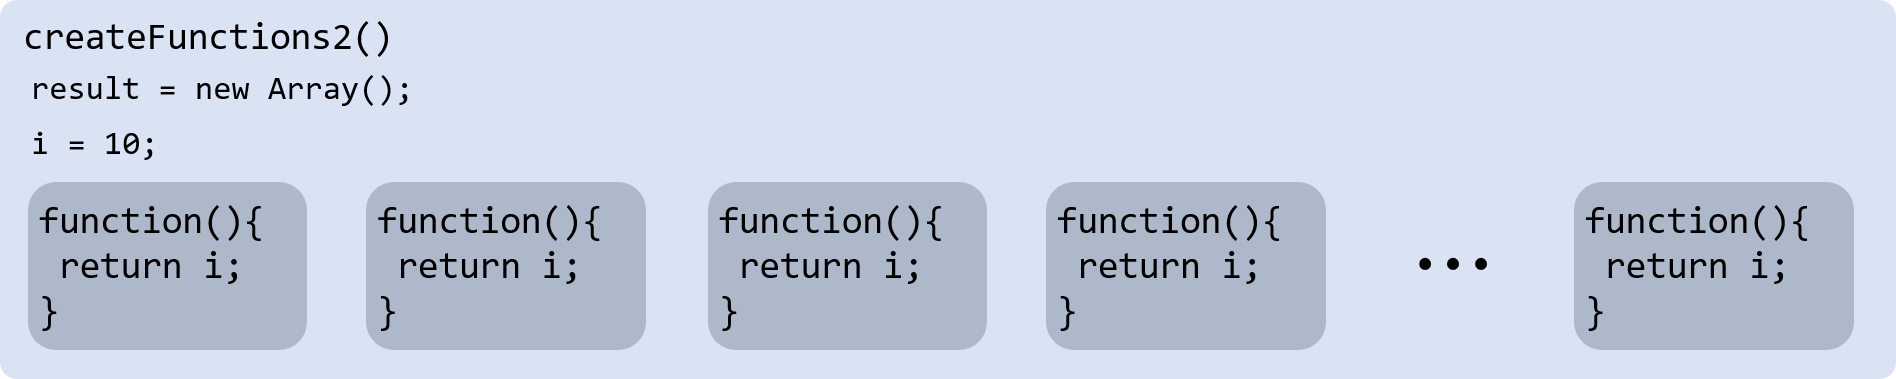 createFunctions2()
result = new Array();
i = 10;
function(){
return i;
}
function(){
return i;
}
function(){
return i;
}
function(){
return i;
}
...
function(){
return i;
}